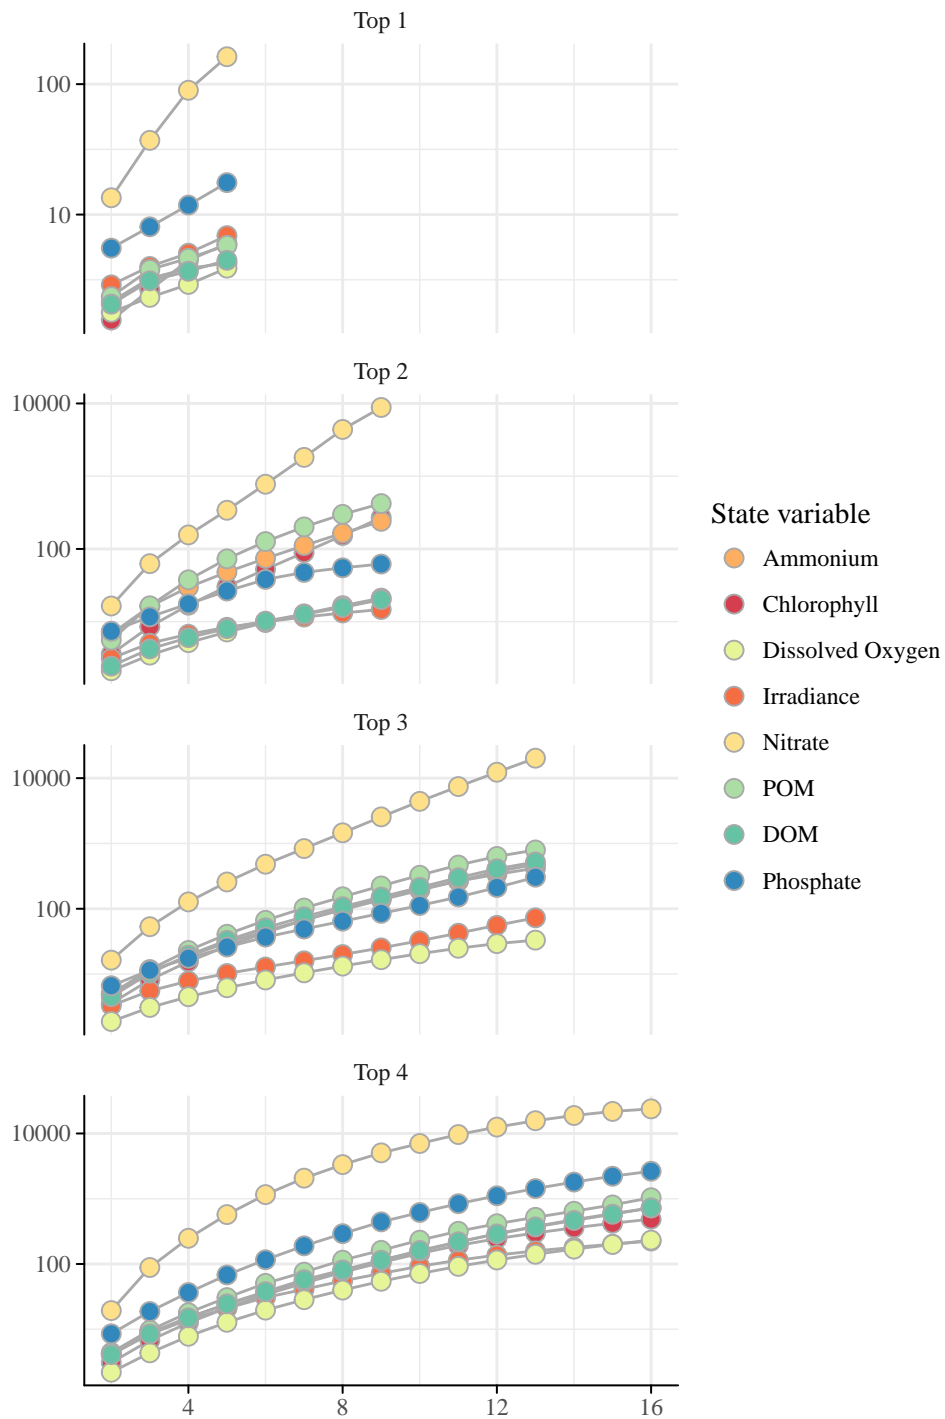 Top 1
100
10
Top 2
10000
100
Top 3
10000
100
Top 4
10000
100
4
8
12
16
State variable
Ammonium
Chlorophyll
Dissolved Oxygen
Irradiance
Nitrate
POM
DOM
Phosphate